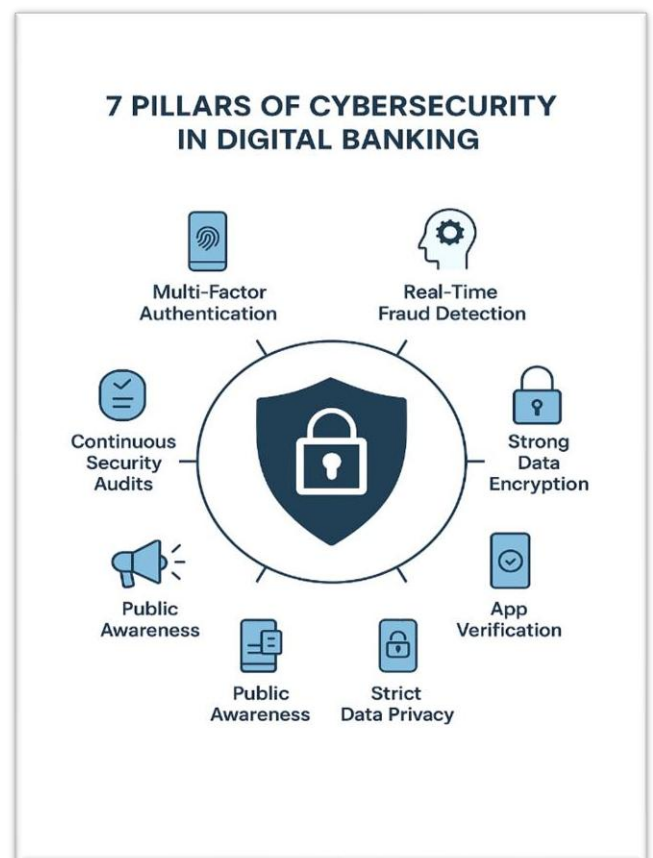 7 PILLARS OF CYBERSECURITY
IN DIGITAL BANKING
Multi-Factor
Authentication
Real-Time
Fraud Detection
Continuous
Security
Audits
Strong
Data
Encryption
Public
Awareness
App
Verification
Public
Awareness
Strict
Data Privacy